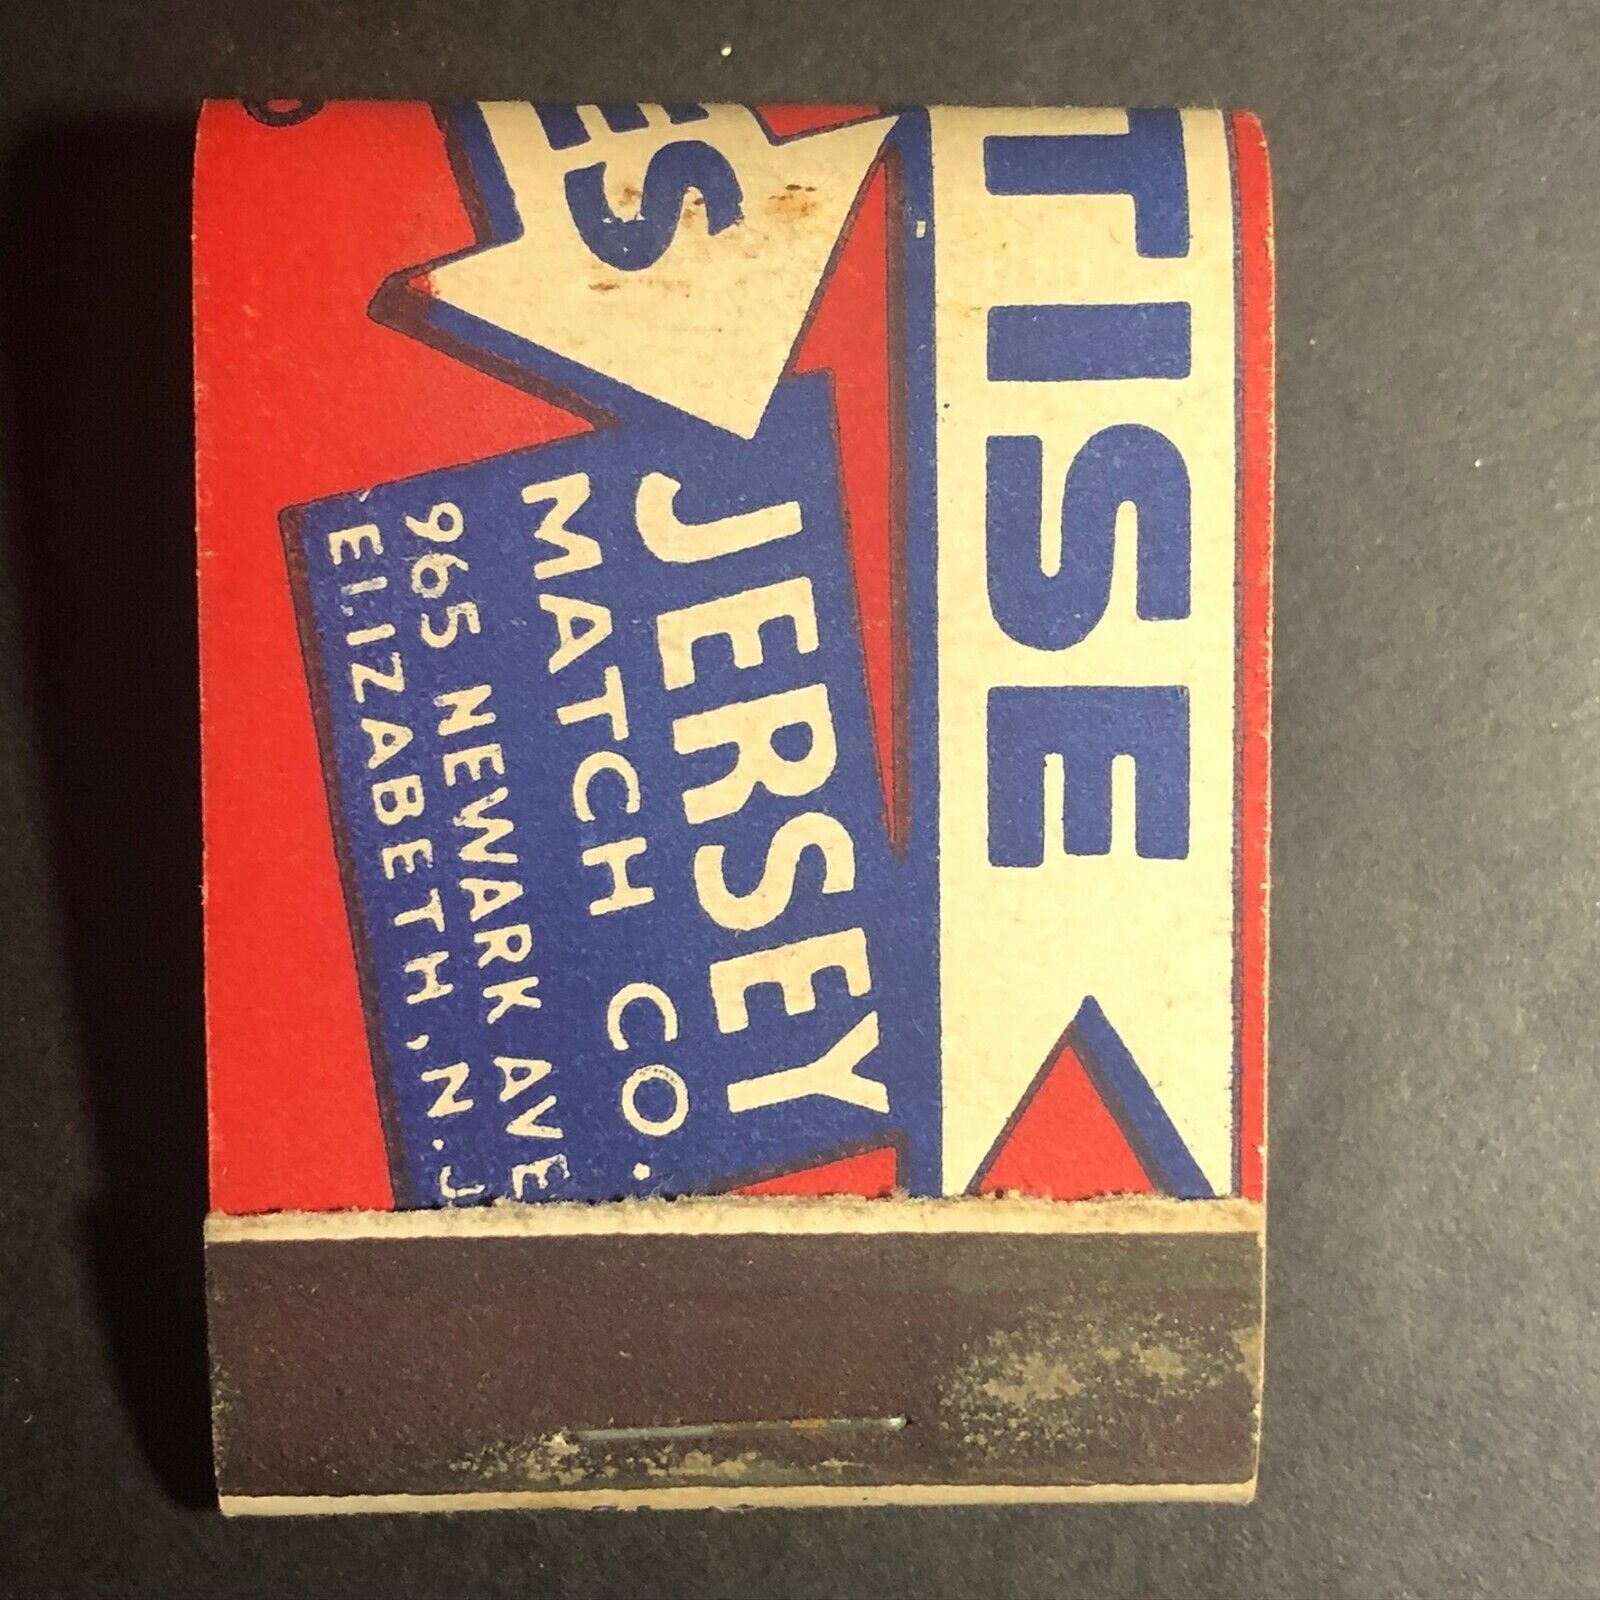 TISE
ES
JERSEY
MATCH CO.
965 NEWARK AVE
ELIZABETH, N.J